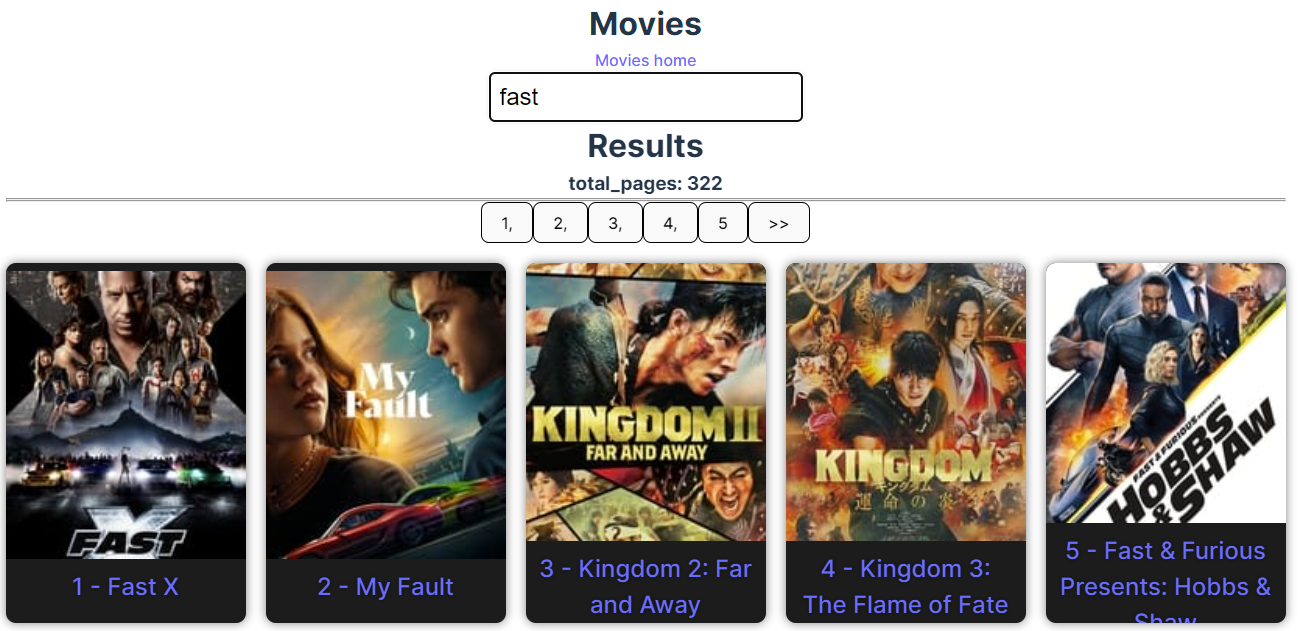 Movies
Movies home
fast
Results
total_pages: 322
1, 2, 3, 4, 5 >>
FAST
My
Fault
KINGDOM II
FAR AND AWAY
KINGDOM
キングダム
運命の炎
FAST & FURIOUS PRESENTS:
HOBBS
& SHAW
1 - Fast X
2 - My Fault
3 - Kingdom 2: Far
and Away
4 - Kingdom 3:
The Flame of Fate
5 - Fast & Furious
Presents: Hobbs &
Shaw